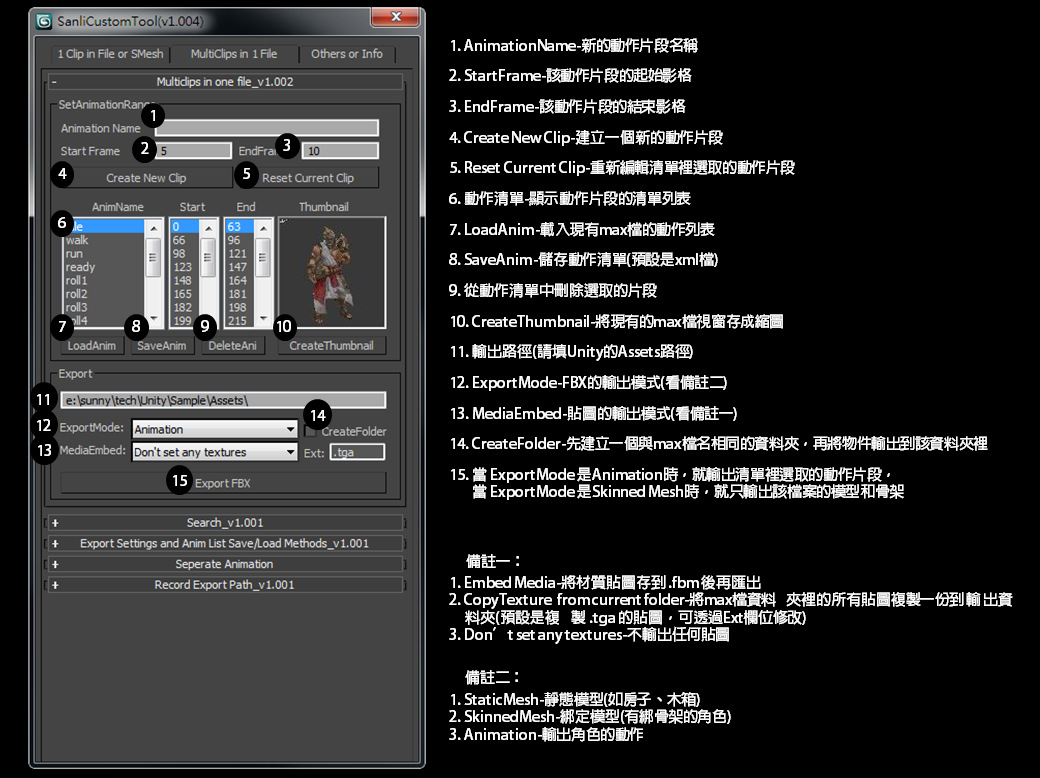 SanliCustomTool(v1.004)
1 Clip in File or SMesh
MultiClips in 1 File
Others or Info
- Multiclips in one file_v1.002
SetAnimationRang
1
Animation Name
Start Frame 2 5
EndFra 3 10
4 Create New Clip
5 Reset Current Clip
AnimName Start End Thumbnail
6
0 63
walk 66 96
run 98 121
ready 123 147
roll1 148 164
roll2 165 181
roll3 182 198
roll4 199 215
7 8 9 10
LoadAnim SaveAnim DeleteAni CreateThumbnail
Export
11 e:\sunny\tech\Unity\Sample\Assets\
12 ExportMode: Animation
14 CreateFolder
13 MediaEmbed: Don't set any textures Ext: .tga
15 Export FBX
+ Search_v1.001
+ Export Settings and Anim List Save/Load Methods_v1.001
+ Seperate Animation
+ Record Export Path_v1.001
1. AnimationName-新的動作片段名稱
2. StartFrame-該動作片段的起始影格
3. EndFrame-該動作片段的結束影格
4. Create New Clip-建立一個新的動作片段
5. Reset Current Clip-重新編輯清單裡選取的動作片段
6. 動作清單-顯示動作片段的清單列表
7. LoadAnim-載入現有max檔的動作列表
8. SaveAnim-儲存動作清單(預設是xml檔)
9. 從動作清單中刪除選取的片段
10. CreateThumbnail-將現有的max檔視窗存成縮圖
11. 輸出路徑(請填Unity的Assets路徑)
12. ExportMode-FBX的輸出模式(看備註二)
13. MediaEmbed-貼圖的輸出模式(看備註一)
14. CreateFolder-先建立一個與max檔名相同的資料夾，再將物件輸出到該資料夾裡
15. 當 ExportMode 是Animation時，就輸出清單裡選取的動作片段，
當 ExportMode 是Skinned Mesh時，就只輸出該檔案的模型和骨架
備註一：
1. Embed Media-將材質貼圖存到 .fbm 後再匯出
2. CopyTexture from current folder-將max檔資料 夾裡的所有貼圖複製一份到輸出資
料夾(預設是複 製 .tga 的貼圖，可透過Ext欄位修改)
3. Don’t set any textures-不輸出任何貼圖
備註二：
1. StaticMesh-靜態模型(如房子、木箱)
2. SkinnedMesh-綁定模型(有綁骨架的角色)
3. Animation-輸出角色的動作